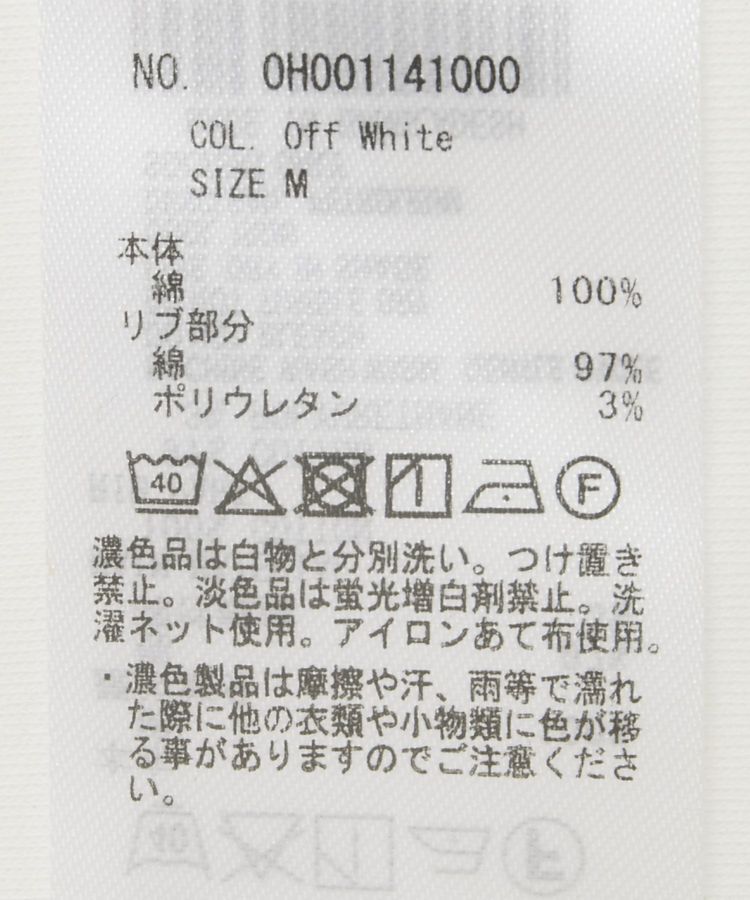 NO. 0H001141000
COL. Off White
SIZE M
本体
綿 100%
リブ部分
綿 97%
ポリウレタン 3%
40 F
濃色品は白物と分別洗い。つけ置き
禁止。淡色品は蛍光増白剤禁止。洗
濯ネット使用。アイロンあて布使用。
・濃色製品は摩擦や汗、雨等で濡れ
た際に他の衣類や小物類に色が移
る事がありますのでご注意くださ
い。